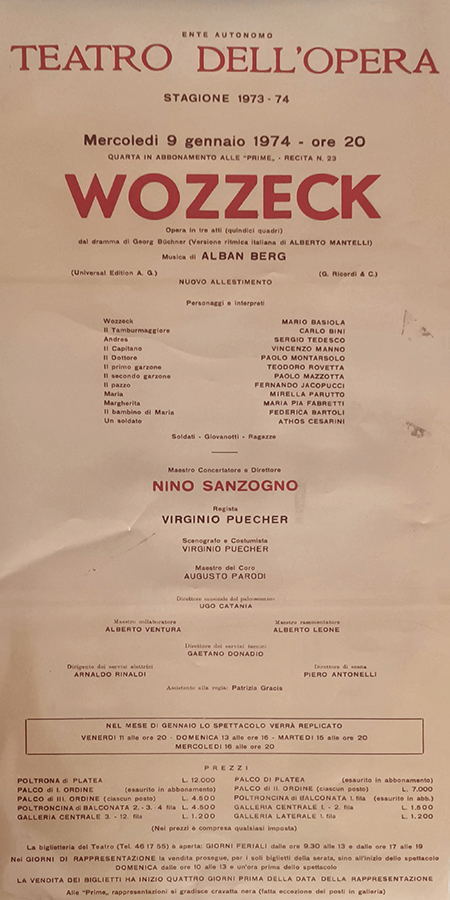 ENTE AUTONOMO
TEATRO DELL'OPERA
STAGIONE 1973-74
Mercoledì 9 gennaio 1974 - ore 20
QUARTA IN ABBONAMENTO ALLE "PRIME„ - RECITA N. 23
WOZZECK
Opera in tre atti (quindici quadri)
dal dramma di Georg Büchner (Versione ritmica italiana di ALBERTO MANTELLI)
Musica di ALBAN BERG
(Universal Edition A. G.) (G. Ricordi & C.)
NUOVO ALLESTIMENTO
Personaggi e interpreti
Wozzeck MARIO BASIOLA
Il Tamburmaggiore CARLO BINI
Andres SERGIO TEDESCO
Il Capitano VINCENZO MANNO
Il Dottore PAOLO MONTARSOLO
Il primo garzone TEODORO ROVETTA
Il secondo garzone PAOLO MAZZOTTA
Il pazzo FERNANDO JACOPUCCI
Maria MIRELLA PARUTTO
Margherita MARIA PIA FABRETTI
Il bambino di Maria FEDERICA BARTOLI
Un soldato ATHOS CESARINI
Soldati - Giovanotti - Ragazze
Maestro Concertatore e Direttore
NINO SANZOGNO
Regista
VIRGINIO PUECHER
Scenografo e Costumista
VIRGINIO PUECHER
Maestro del Coro
AUGUSTO PARODI
Direttore musicale del palcoscenico
UGO CATANIA
Maestro collaboratore Maestro rammentatore
ALBERTO VENTURA ALBERTO LEONE
Direttore dei servizi tecnici
GAETANO DONADIO
Dirigente dei servizi elettrici Direttore di scena
ARNALDO RINALDI PIERO ANTONELLI
Assistente alla regia: Patrizia Gracis
NEL MESE DI GENNAIO LO SPETTACOLO VERRÀ REPLICATO
VENERDI 11 alle ore 20 - DOMENICA 13 alle ore 16 - MARTEDI 15 alle ore 20
MERCOLEDI 16 alle ore 20
PREZZI
POLTRONA di PLATEA L. 12.000 PALCO DI PLATEA (esaurito in abbonamento)
PALCO di I. ORDINE (esaurito in abbonamento) PALCO di II. ORDINE (ciascun posto) L. 7.000
PALCO di III. ORDINE (ciascun posto) L. 4.500 POLTRONCINA di BALCONATA 1. fila (esaurito in abb.)
POLTRONCINA di BALCONATA 2. - 3. - 4 fila L. 4.500 GALLERIA CENTRALE 1. - 2. fila L. 1.500
GALLERIA CENTRALE 3. - 12. fila L. 1.200 GALLERIA LATERALE 1. fila L. 1.200
(Nei prezzi è compresa qualsiasi imposta)
La biglietteria del Teatro (Tel. 46 17 55) è aperta: GIORNI FERIALI dalle ore 9.30 alle 13 e dalle ore 17 alle 19
Nei GIORNI DI RAPPRESENTAZIONE la vendita prosegue, per i soli biglietti della serata, sino all'inizio dello spettacolo
DOMENICA dalle ore 10 alle 13 e un'ora prima dello spettacolo
LA VENDITA DEI BIGLIETTI HA INIZIO QUATTRO GIORNI PRIMA DELLA DATA DELLA RAPPRESENTAZIONE
Alle "Prime„ rappresentazioni si gradisce cravatta nera (fatta eccezione dei posti in galleria)